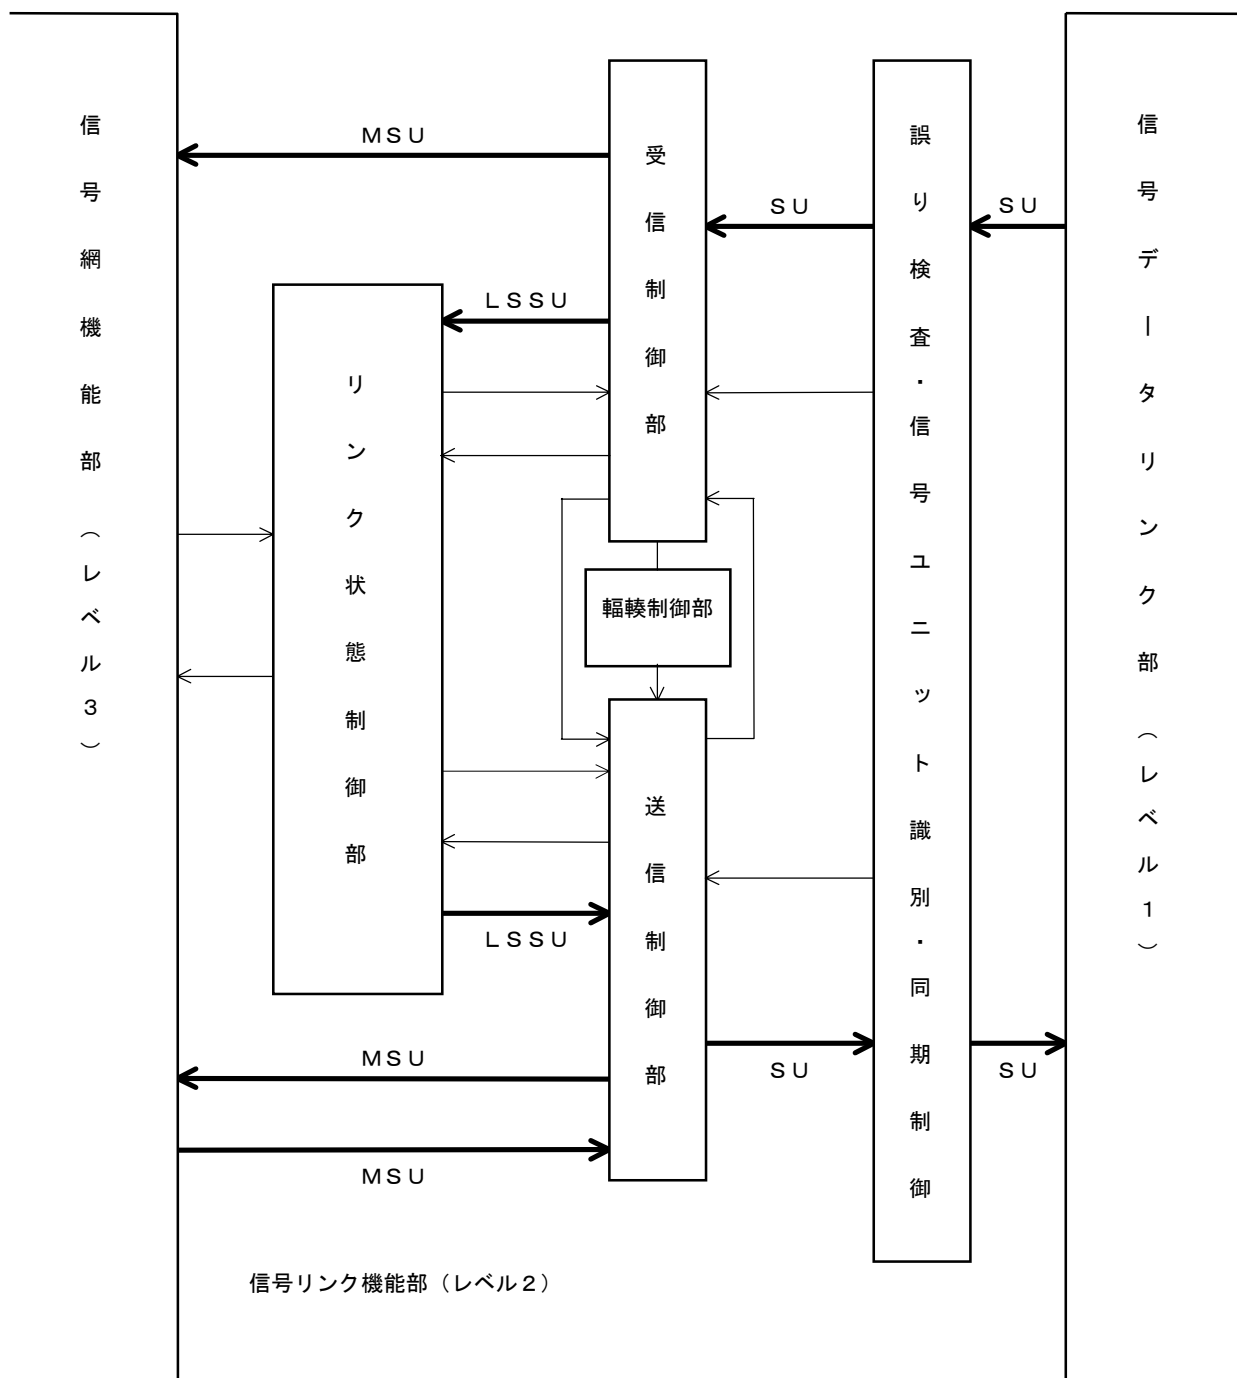 信号網機能部（レベル３）
ＭＳＵ
ＬＳＳＵ
リンク状態制御部
受信制御部
ＳＵ
誤り検査・信号ユニット識別・同期制御
ＳＵ
信号データリンク部（レベル１）
輻輳制御部
送信制御部
ＬＳＳＵ
ＭＳＵ
ＭＳＵ
ＳＵ
ＳＵ
信号リンク機能部（レベル２）